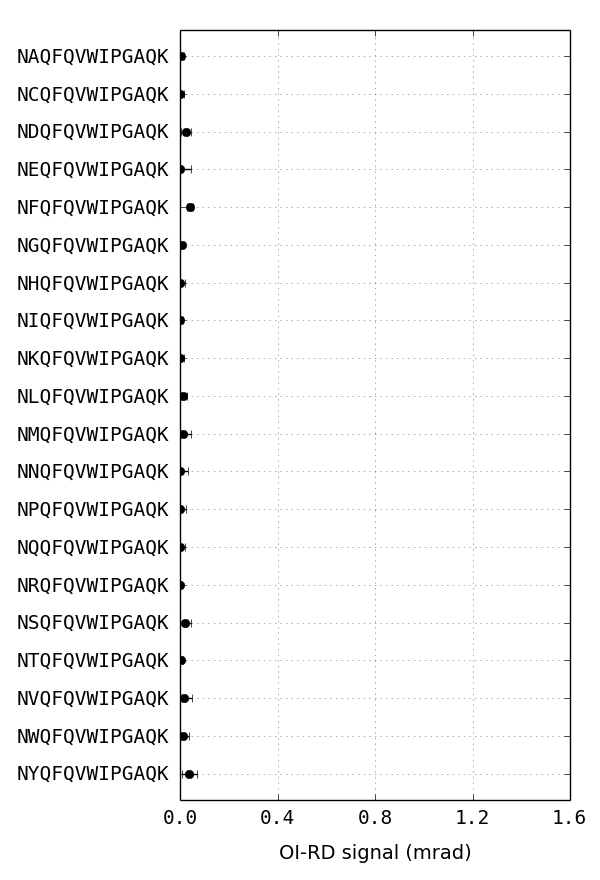 NAQFQVWIPGAQK
NCQFQVWIPGAQK
NDQFQVWIPGAQK
NEQFQVWIPGAQK
NFQFQVWIPGAQK
NGQFQVWIPGAQK
NHQFQVWIPGAQK
NIQFQVWIPGAQK
NKQFQVWIPGAQK
NLQFQVWIPGAQK
NMQFQVWIPGAQK
NNQFQVWIPGAQK
NPQFQVWIPGAQK
NQQFQVWIPGAQK
NRQFQVWIPGAQK
NSQFQVWIPGAQK
NTQFQVWIPGAQK
NVQFQVWIPGAQK
NWQFQVWIPGAQK
NYQFQVWIPGAQK
0.0 0.4 0.8 1.2 1.6
OI-RD signal (mrad)